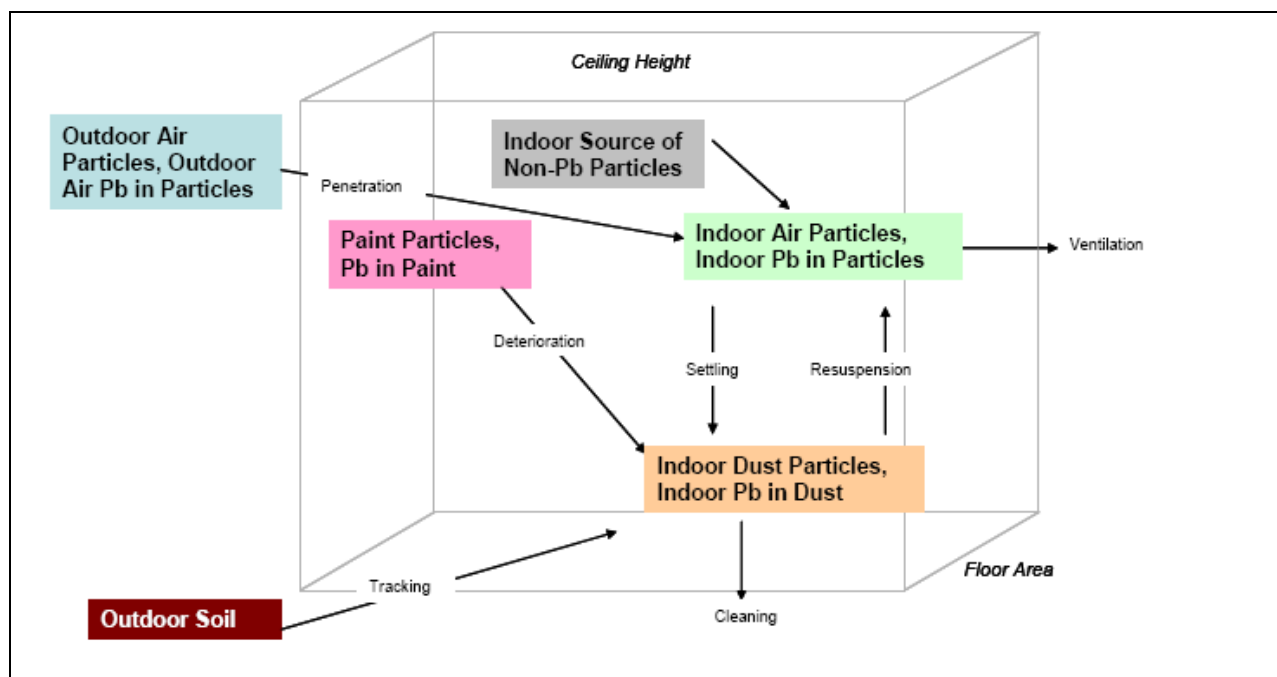 Ceiling Height
Outdoor Air
Particles, Outdoor
Air Pb in Particles
Indoor Source of
Non-Pb Particles
Penetration
Paint Particles,
Pb in Paint
Indoor Air Particles,
Indoor Pb in Particles
Ventilation
Deterioration
Settling
Resuspension
Indoor Dust Particles,
Indoor Pb in Dust
Floor Area
Tracking
Outdoor Soil
Cleaning